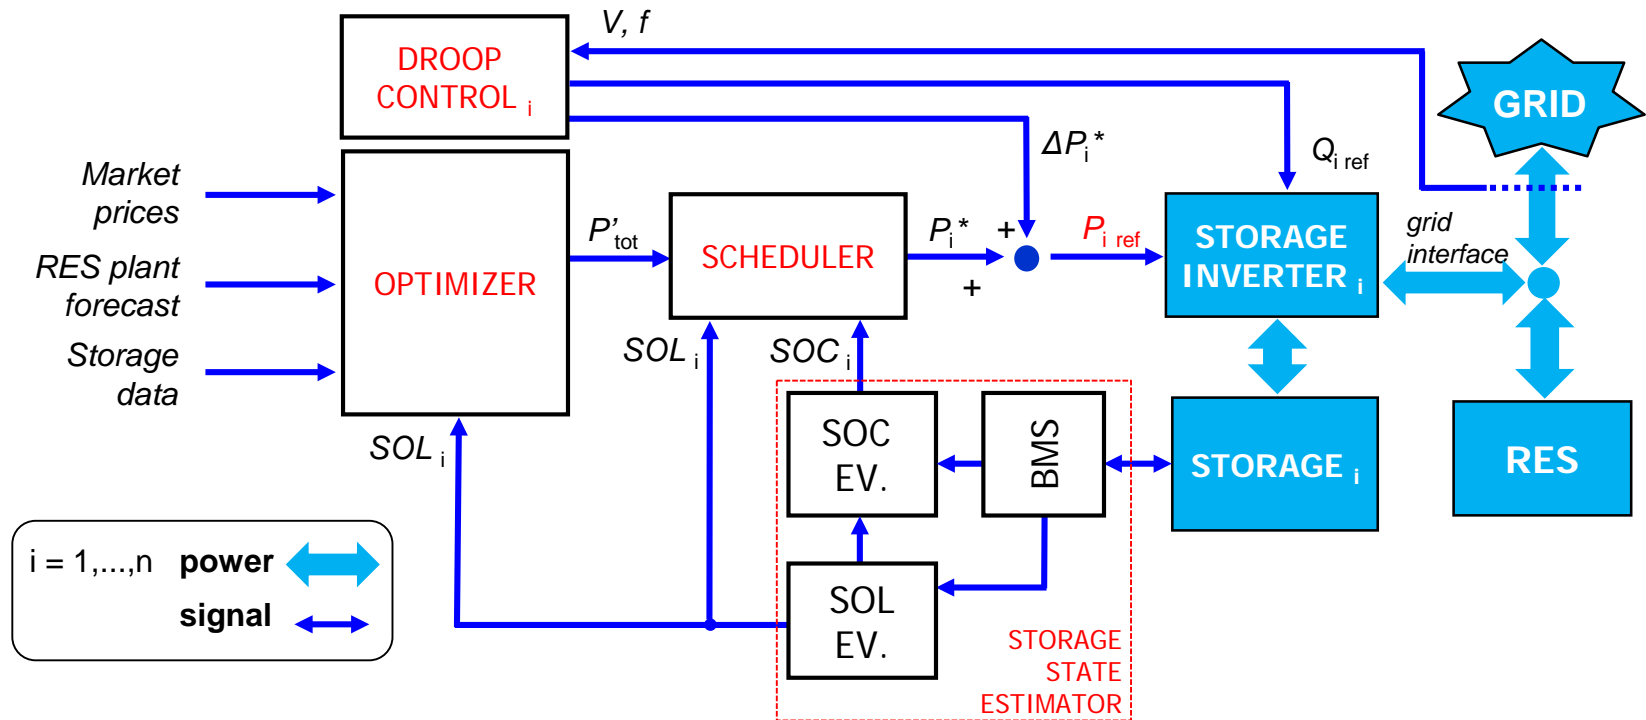 V, f
DROOP
CONTROL i
GRID
ΔPi*
Qi ref
Market
prices
RES plant
forecast
Storage
data
OPTIMIZER
P'tot
SCHEDULER
Pi*
+
+
Pi ref
STORAGE
INVERTER i
grid
interface
SOL i
SOL i
SOC i
SOC
EV.
BMS
STORAGE i
RES
SOL
EV.
STORAGE
STATE
ESTIMATOR
i = 1,...,n power
signal